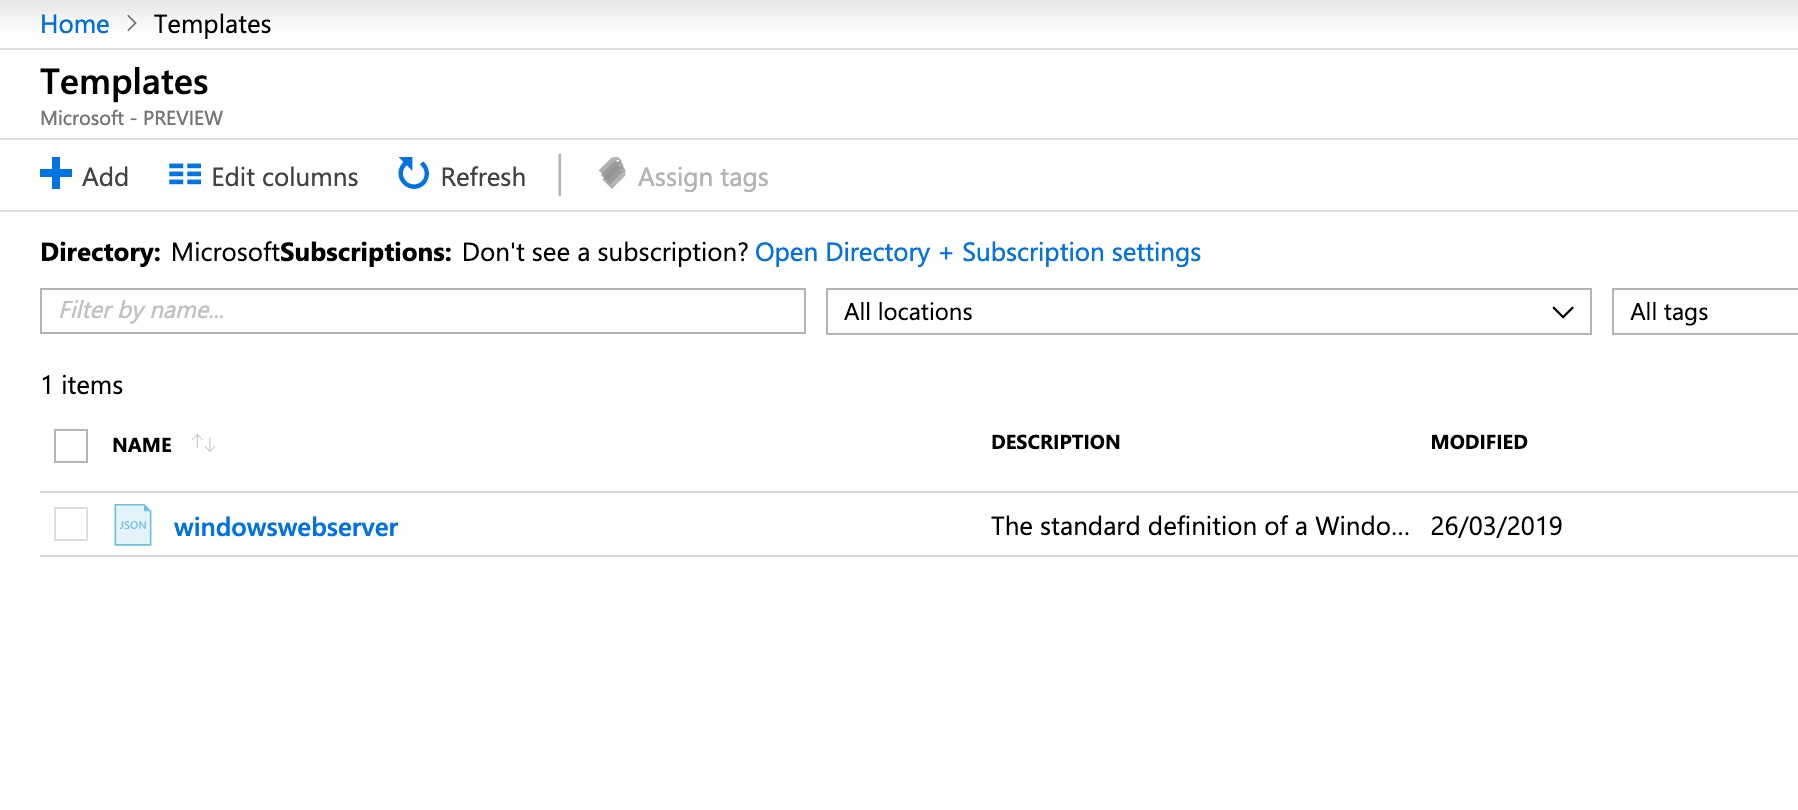 Home > Templates
Templates
Microsoft - PREVIEW
Add Edit columns Refresh Assign tags
Directory: MicrosoftSubscriptions: Don't see a subscription? Open Directory + Subscription settings
Filter by name... All locations All tags
1 items
NAME DESCRIPTION MODIFIED
JSON windowswebserver The standard definition of a Windo... 26/03/2019